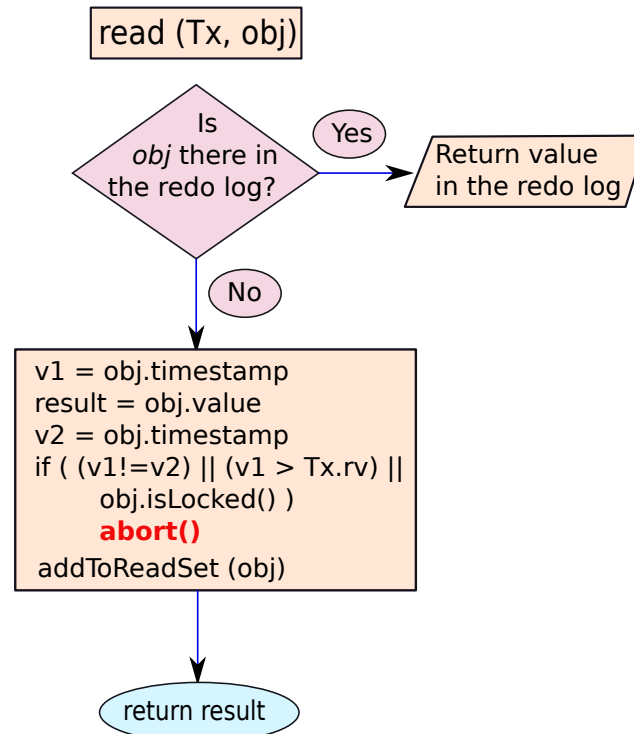 read (Tx, obj)
Is
obj there in
the redo log?
Yes
Return value
in the redo log
No
v1 = obj.timestamp
result = obj.value
v2 = obj.timestamp
if ( (v1!=v2) || (v1 > Tx.rv) ||
obj.isLocked() )
abort()
addToReadSet (obj)
return result